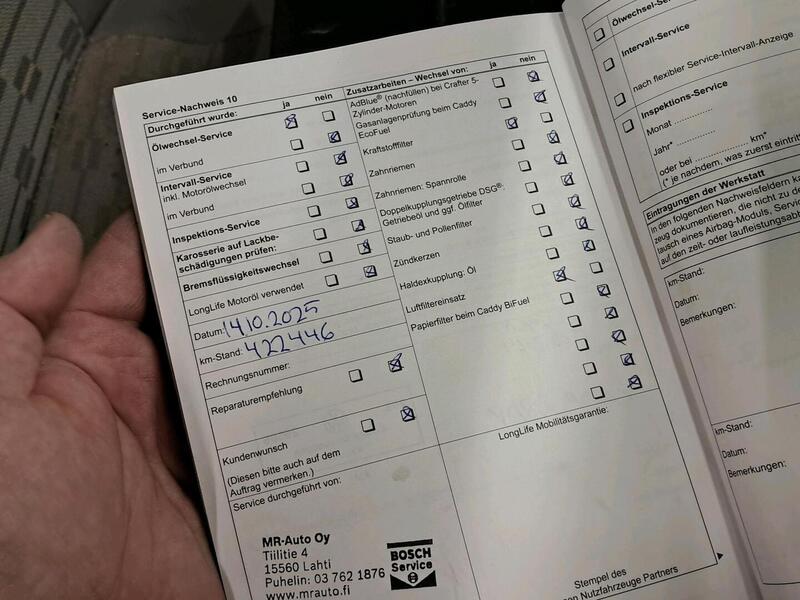 Service-Nachweis 10
Durchgeführt wurde: ja nein
Ölwechsel-Service
im Verbund
Intervall-Service
inkl. Motorölwechsel
im Verbund
Inspektions-Service
Karosserie auf Lackbe-
schädigungen prüfen:
Bremsflüssigkeitswechsel
LongLife Motoröl verwendet
Datum: 14.10.2025
km-Stand: 422446
Rechnungsnummer:
Reparaturempfehlung
Kundenwunsch
(Diesen bitte auch auf dem
Auftrag vermerken.)
Service durchgeführt von:
MR-Auto Oy
Tiilitie 4
15560 Lahti
Puhelin: 03 762 1876
www.mrauto.fi
BOSCH
Service
Zusatzarbeiten – Wechsel von: ja nein
AdBlue® (nachfüllen) bei Crafter 5-
Zylinder-Motoren
Gasanlagenprüfung beim Caddy
EcoFuel
Kraftstofffilter
Zahnriemen
Zahnriemen: Spannrolle
Doppelkupplungsgetriebe DSG®:
Getriebeöl und ggf. Ölfilter
Staub- und Pollenfilter
Zündkerzen
Haldexkupplung: Öl
Luftfiltereinsatz
Papierfilter beim Caddy BiFuel
LongLife Mobilitätsgarantie:
Stempel des
en Nutzfahrzeuge Partners
Ölwechsel-Se
Intervall-Service
nach flexibler Service-Intervall-Anzeige
Inspektions-Service
Monat ..............
Jahr* ..............
oder bei .................... km*
(* je nachdem, was zuerst eintritt
Eintragungen der Werkstatt
In den folgenden Nachweisfeldern ka
zeug dokumentieren, die nicht zu de
tausch eines Airbag-Moduls, Servic
auf den zeit- oder laufleistungsab
km-Stand:
Datum:
Bemerkungen:
km-Stand:
Datum:
Bemerkungen: